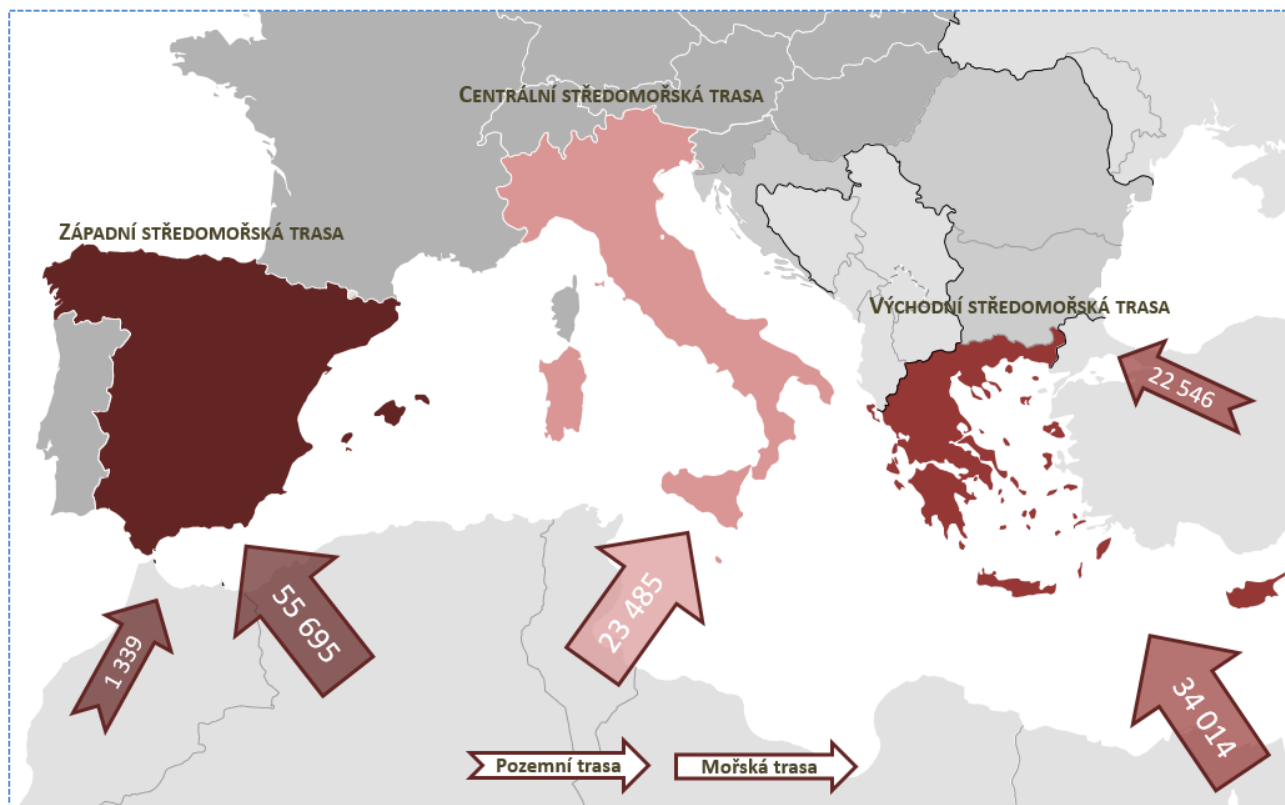 CENTRÁLNÍ STŘEDOMOŘSKÁ TRASA
ZÁPADNÍ STŘEDOMOŘSKÁ TRASA
VÝCHODNÍ STŘEDOMOŘSKÁ TRASA
22 546
55 695
23 485
1 339
34 014
Pozemní trasa
Mořská trasa